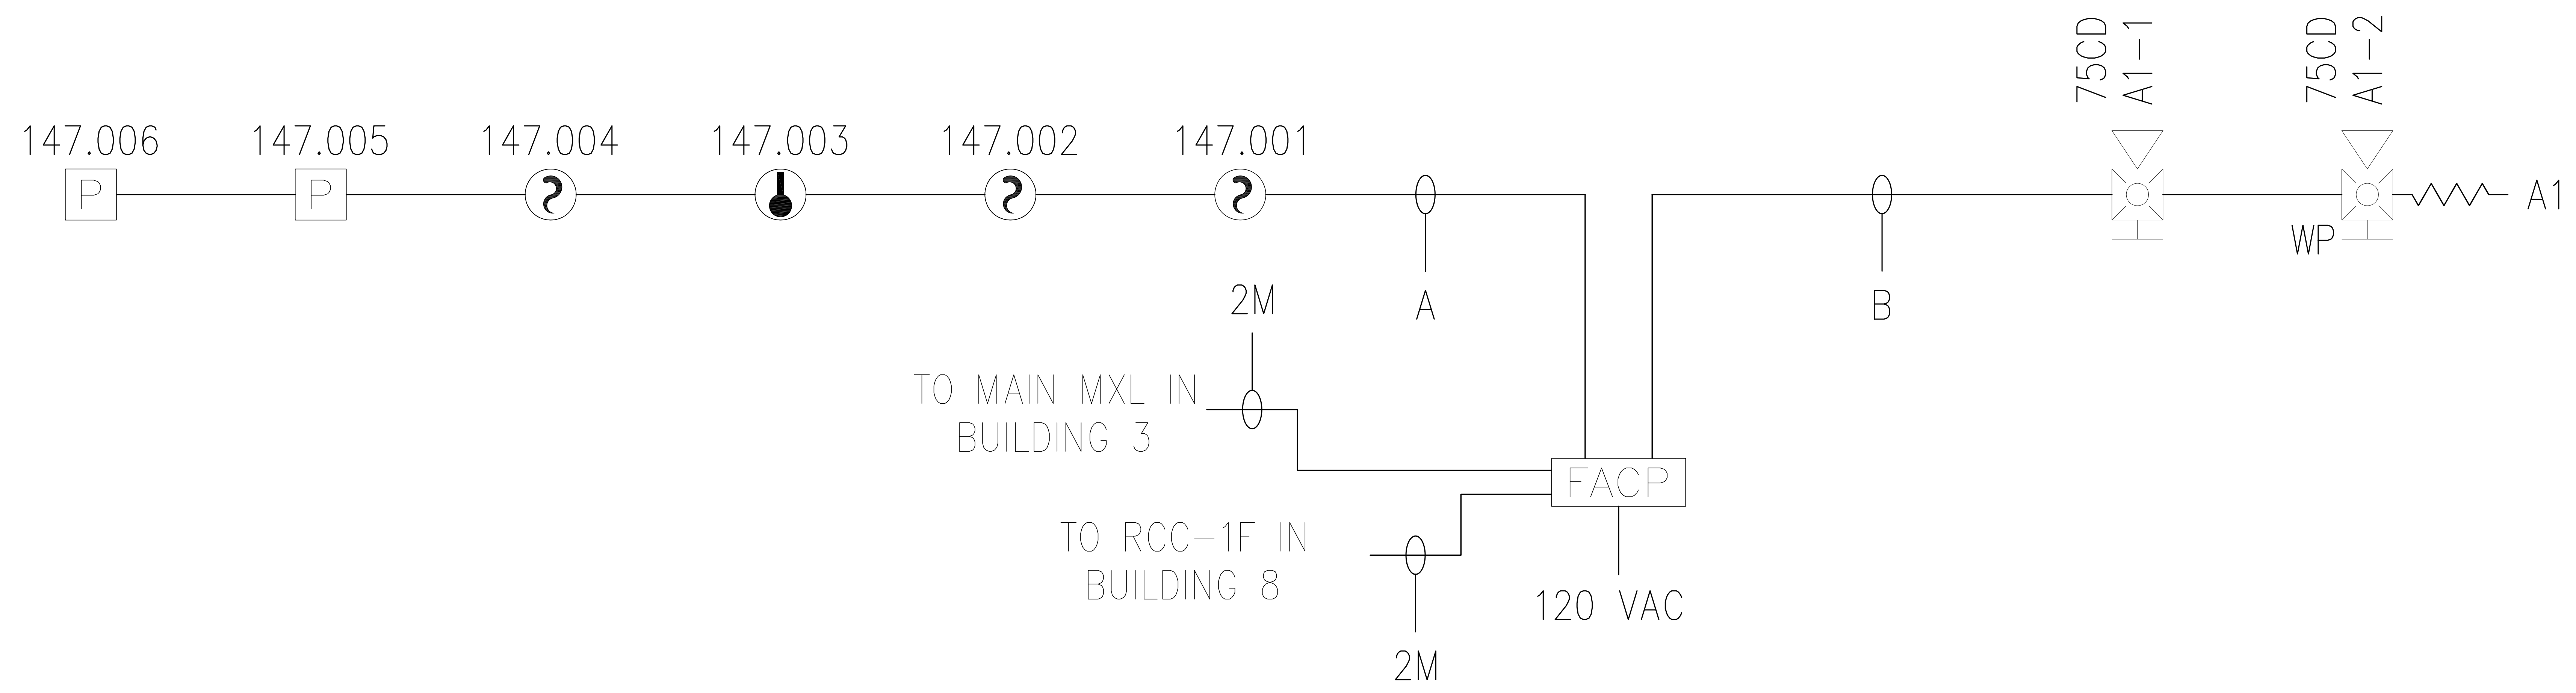 75CD
A1-1
75CD
A1-2
147.006
147.005
147.004
147.003
147.002
147.001
P
P
A1
WP
A
B
2M
TO MAIN MXL IN
BUILDING 3
FACP
TO RCC-1F IN
BUILDING 8
120 VAC
2M